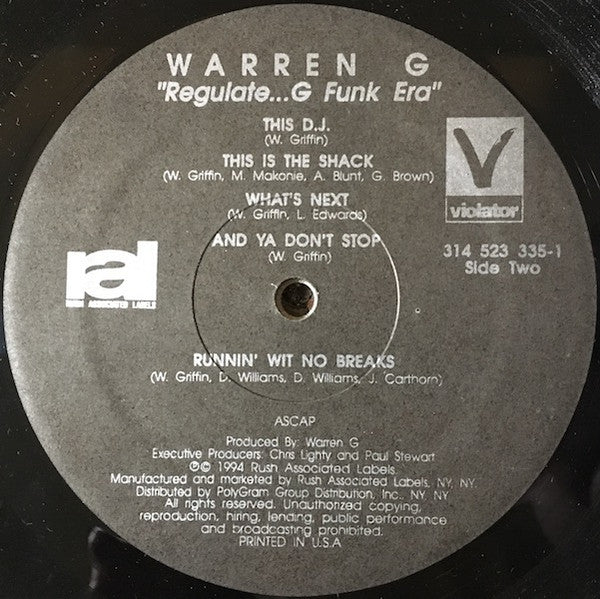 WARREN G
"Regulate...G Funk Era"
THIS D.J.
(W. Griffin)
THIS IS THE SHACK
(W. Griffin, M. Makonie, A. Blunt, G. Brown)
WHAT'S NEXT
(W. Griffin, L. Edwards)
AND YA DON'T STOP
(W. Griffin)
V
violator
314 523 335-1
Side Two
ral
RUSH ASSOCIATED LABELS
RUNNIN' WIT NO BREAKS
(W. Griffin, D. Williams, D. Williams, J. Carthorn)
ASCAP
Produced By: Warren G
Executive Producers: Chris Lighty and Paul Stewart
℗© 1994 Rush Associated Labels.
Manufactured and marketed by Rush Associated Labels, NY, NY.
Distributed by PolyGram Group Distribution, Inc., NY, NY
All rights reserved. Unauthorized copying,
reproduction, hiring, lending, public performance
and broadcasting prohibited.
PRINTED IN U.S.A